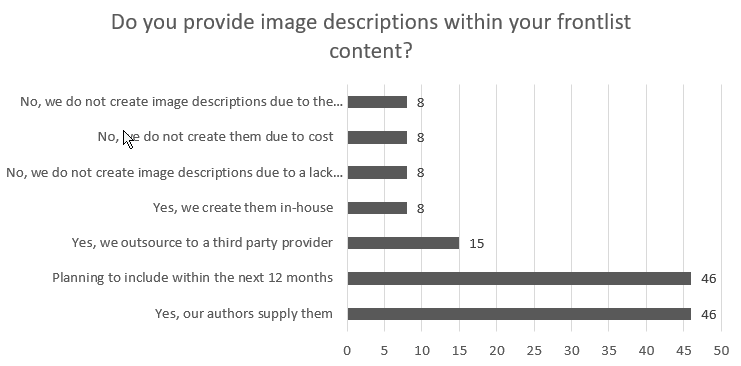 Do you provide image descriptions within your frontlist
content?
No, we do not create image descriptions due to the… 8
No, we do not create them due to cost 8
No, we do not create image descriptions due to a lack… 8
Yes, we create them in-house 8
Yes, we outsource to a third party provider 15
Planning to include within the next 12 months 46
Yes, our authors supply them 46
0 5 10 15 20 25 30 35 40 45 50